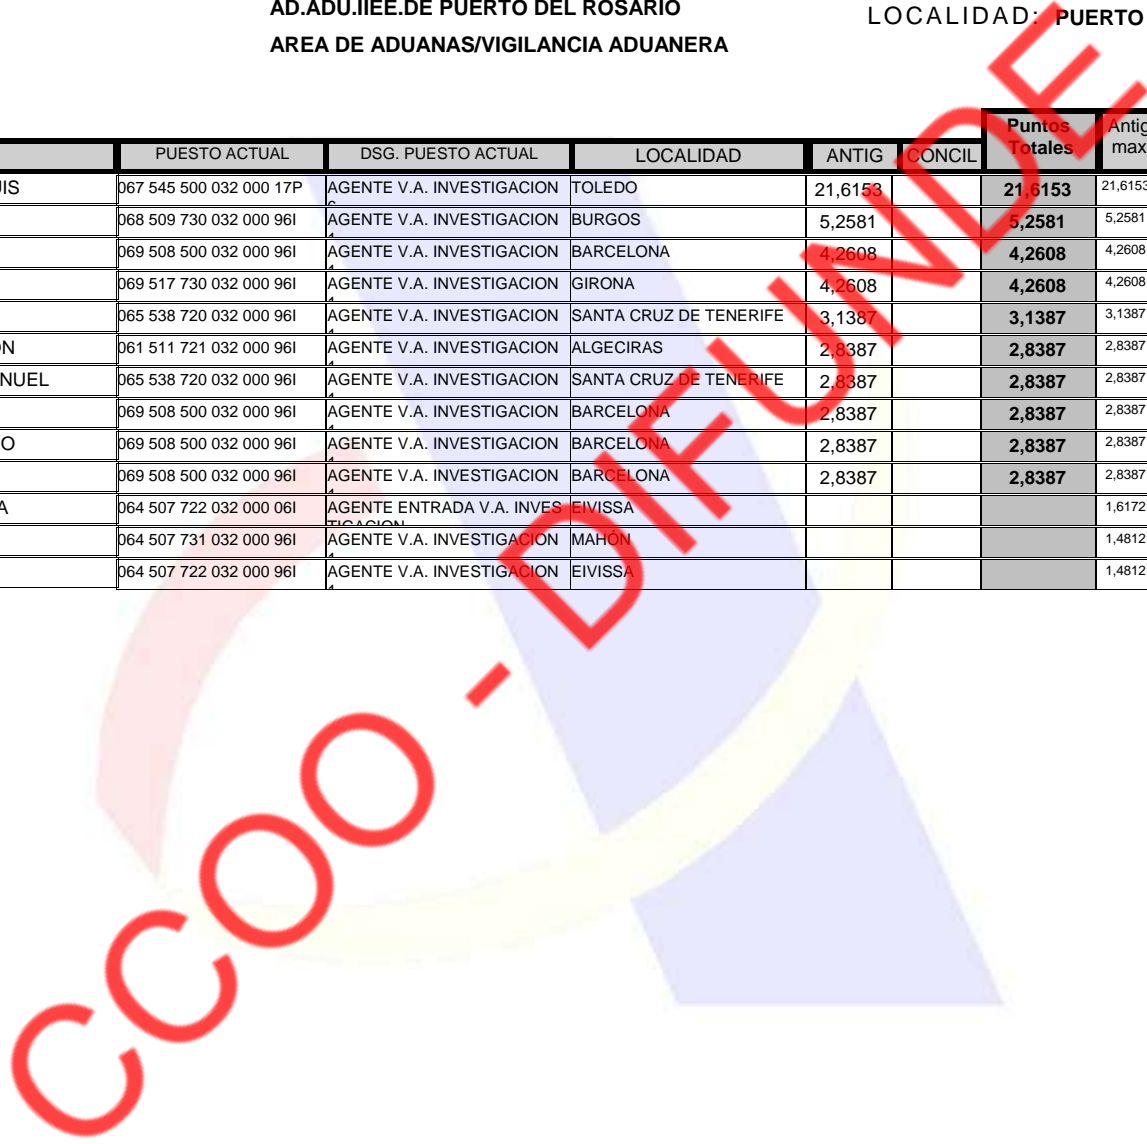 AD.ADU.IIEE.DE PUERTO DEL ROSARIO
LOCALIDAD: PUERTO
AREA DE ADUANAS/VIGILANCIA ADUANERA
PUESTO ACTUAL DSG. PUESTO ACTUAL LOCALIDAD ANTIG CONCIL Puntos Totales Antig max
UIS 067 545 500 032 000 17P AGENTE V.A. INVESTIGACION TOLEDO 21,6153 21,6153 21,6153
068 509 730 032 000 96I AGENTE V.A. INVESTIGACION BURGOS 5,2581 5,2581 5,2581
069 508 500 032 000 96I AGENTE V.A. INVESTIGACION BARCELONA 4,2608 4,2608 4,2608
069 517 730 032 000 96I AGENTE V.A. INVESTIGACION GIRONA 4,2608 4,2608 4,2608
065 538 720 032 000 96I AGENTE V.A. INVESTIGACION SANTA CRUZ DE TENERIFE 3,1387 3,1387 3,1387
ON 061 511 721 032 000 96I AGENTE V.A. INVESTIGACION ALGECIRAS 2,8387 2,8387 2,8387
NUEL 065 538 720 032 000 96I AGENTE V.A. INVESTIGACION SANTA CRUZ DE TENERIFE 2,8387 2,8387 2,8387
069 508 500 032 000 96I AGENTE V.A. INVESTIGACION BARCELONA 2,8387 2,8387 2,8387
O 069 508 500 032 000 96I AGENTE V.A. INVESTIGACION BARCELONA 2,8387 2,8387 2,8387
069 508 500 032 000 96I AGENTE V.A. INVESTIGACION BARCELONA 2,8387 2,8387 2,8387
A 064 507 722 032 000 06I AGENTE ENTRADA V.A. INVES TIGACION EIVISSA 1,6172
064 507 731 032 000 96I AGENTE V.A. INVESTIGACION MAHÓN 1,4812
064 507 722 032 000 96I AGENTE V.A. INVESTIGACION EIVISSA 1,4812
CCOO - DIFUNDE